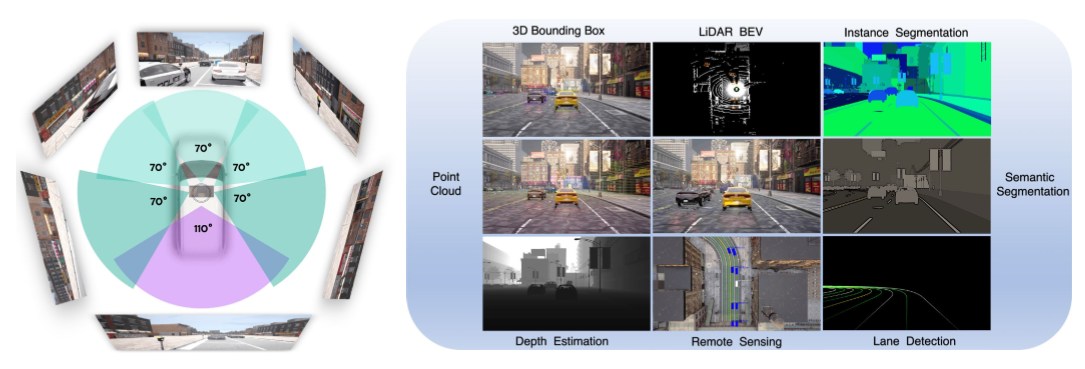 70°
70°
70°
70°
70°
110°
3D Bounding Box
LiDAR BEV
Instance Segmentation
Point
Cloud
Semantic
Segmentation
Depth Estimation
Remote Sensing
Lane Detection